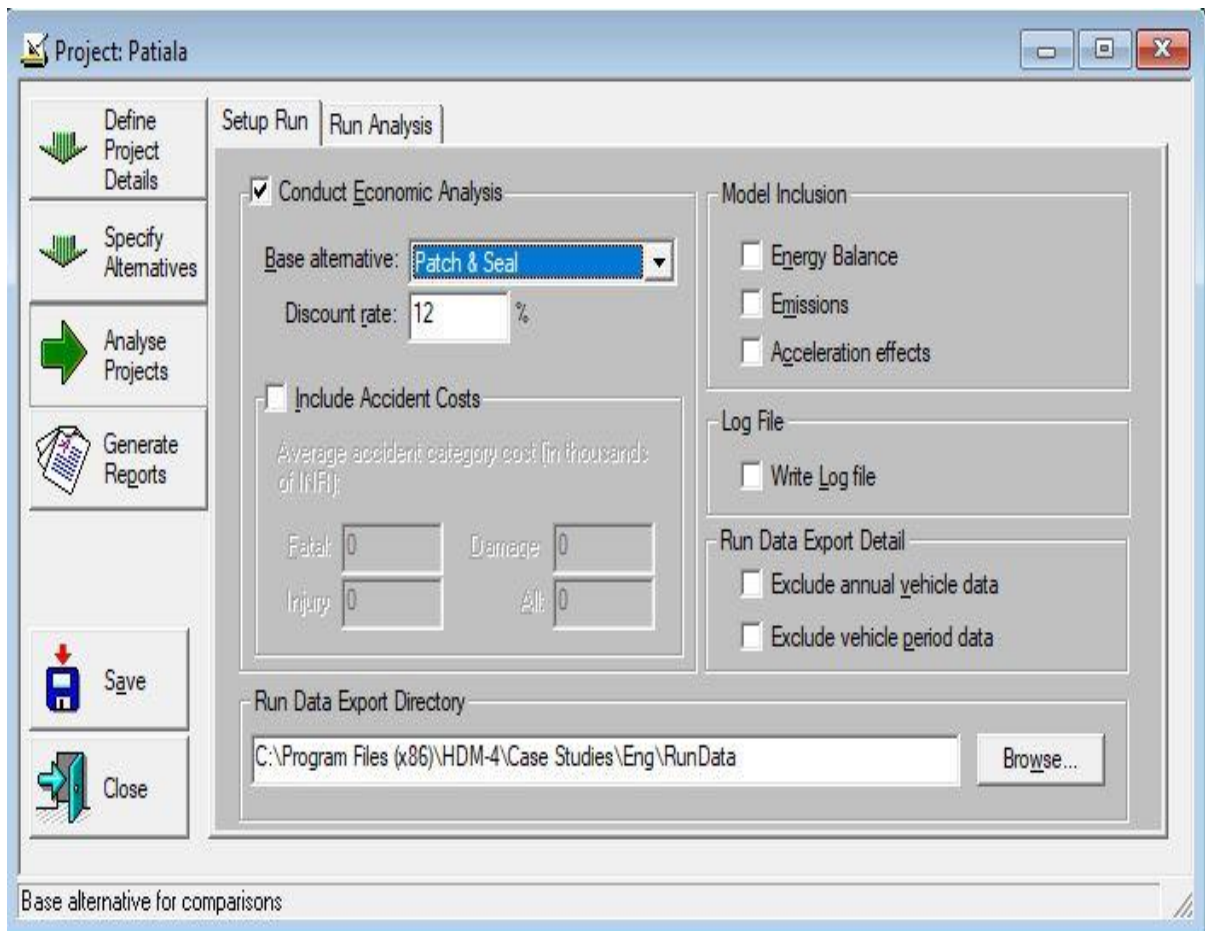 Project: Patiala
Define
Project
Details
Specify
Alternatives
Analyse
Projects
Generate
Reports
Save
Close
Setup Run
Run Analysis
Conduct Economic Analysis
Base alternative: Patch & Seal
Discount rate: 12 %
Include Accident Costs
Average accident category cost (in thousands
of INR):
Fatal: 0 Damage 0
Injury 0 All: 0
Model Inclusion
Energy Balance
Emissions
Acceleration effects
Log File
Write Log file
Run Data Export Detail
Exclude annual vehicle data
Exclude vehicle period data
Run Data Export Directory
C:\Program Files (x86)\HDM-4\Case Studies\Eng\RunData
Browse...
Base alternative for comparisons